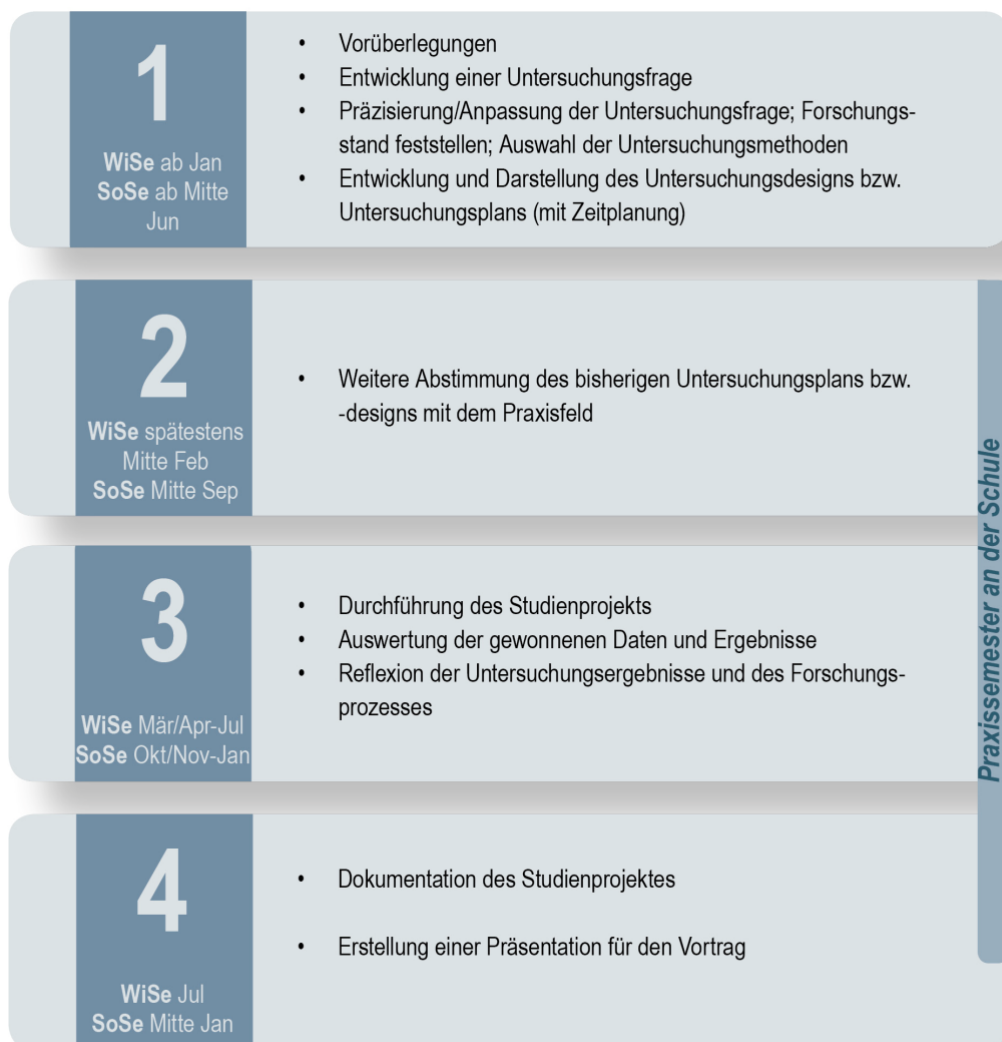 1
WiSe ab Jan
SoSe ab Mitte
Jun
• Vorüberlegungen
• Entwicklung einer Untersuchungsfrage
• Präzisierung/Anpassung der Untersuchungsfrage; Forschungs-
stand feststellen; Auswahl der Untersuchungsmethoden
• Entwicklung und Darstellung des Untersuchungsdesigns bzw.
Untersuchungsplans (mit Zeitplanung)
2
WiSe spätestens
Mitte Feb
SoSe Mitte Sep
• Weitere Abstimmung des bisherigen Untersuchungsplans bzw.
-designs mit dem Praxisfeld
3
WiSe Mär/Apr-Jul
SoSe Okt/Nov-Jan
• Durchführung des Studienprojekts
• Auswertung der gewonnenen Daten und Ergebnisse
• Reflexion der Untersuchungsergebnisse und des Forschungs-
prozesses
4
WiSe Jul
SoSe Mitte Jan
• Dokumentation des Studienprojektes
• Erstellung einer Präsentation für den Vortrag
Praxissemester an der Schule